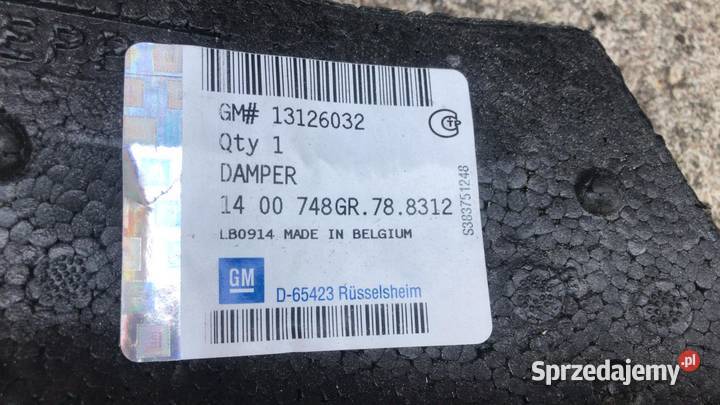 EPP
GM# 13126032
Qty 1
DAMPER
14 00 748GR.78.8312
LB0914 MADE IN BELGIUM
GM
D-65423 Rüsselsheim
S383751248
Sprzedajemy.pl